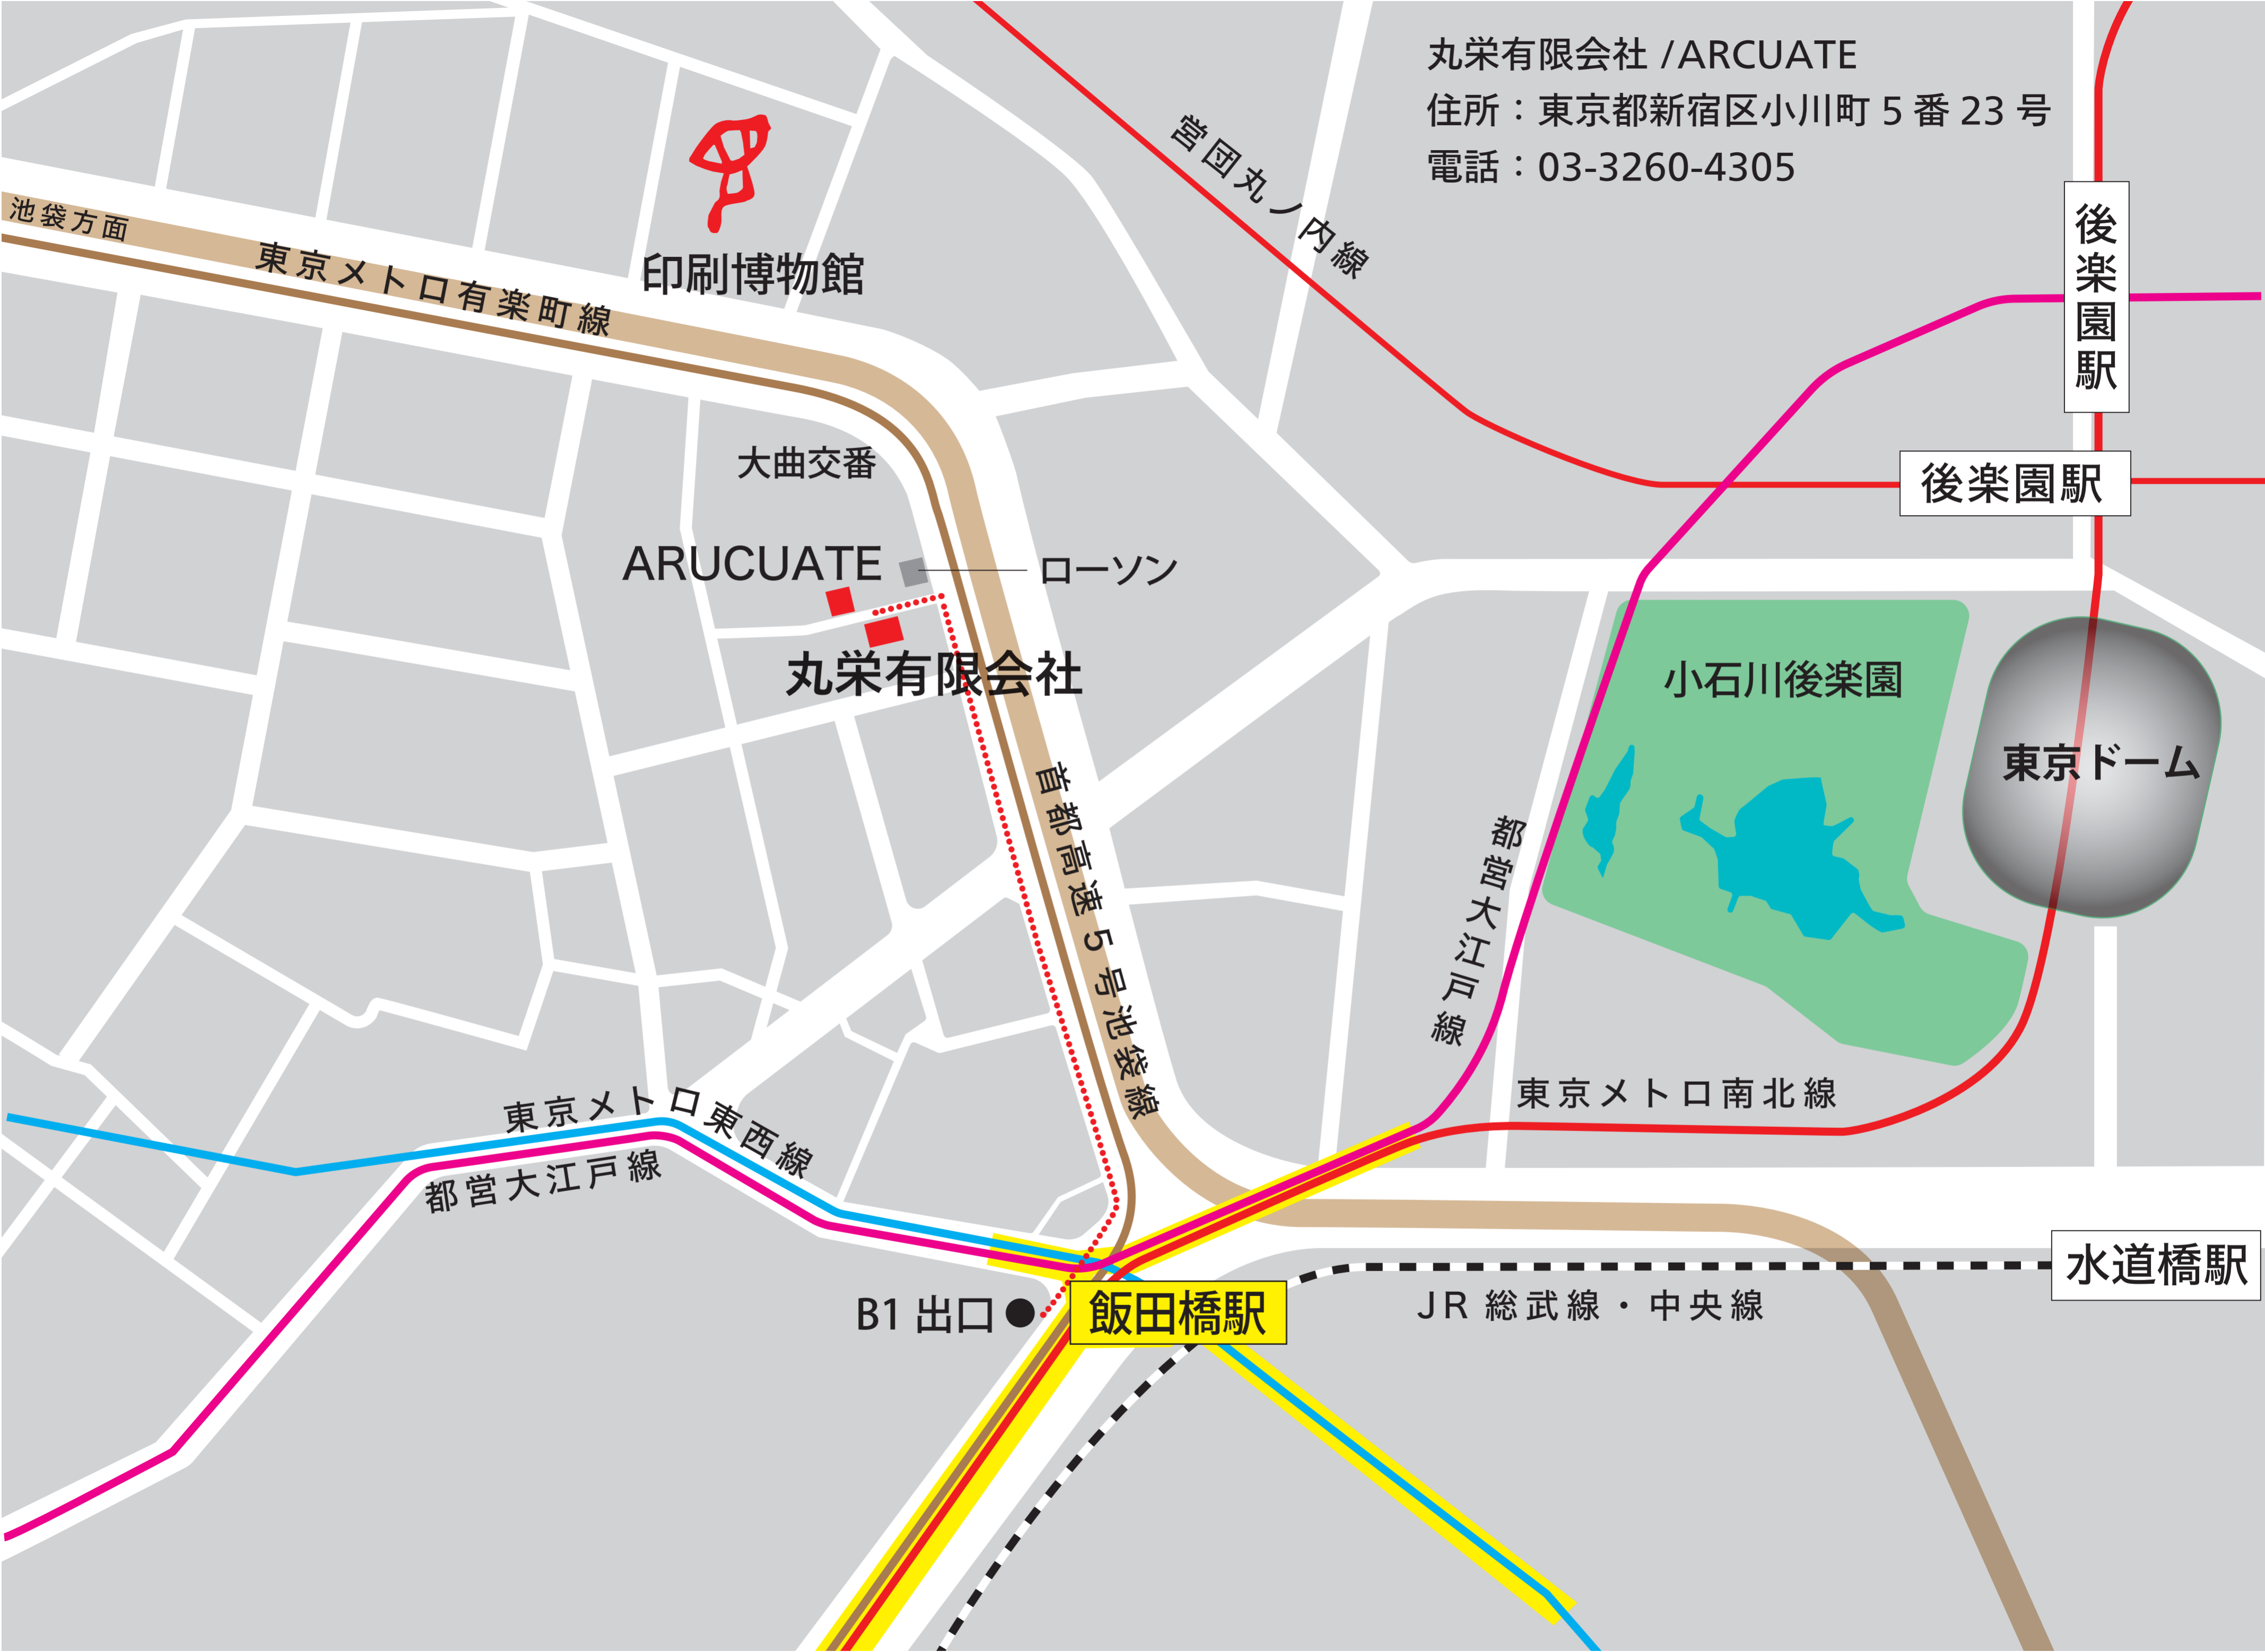 丸栄有限会社 /ARCUATE
住所：東京都新宿区小川町 5 番 23 号
電話：03-3260-4305
営団丸ノ内線
後楽園駅
池袋方面
東京メトロ有楽町線
印刷博物館
大曲交番
後楽園駅
ARUCUATE
ローソン
丸栄有限会社
小石川後楽園
東京ドーム
首都高速 5 号池袋線
都営大江戸線
東京メトロ南北線
東京メトロ東西線
都営大江戸線
水道橋駅
B1 出口
飯田橋駅
JR 総武線・中央線